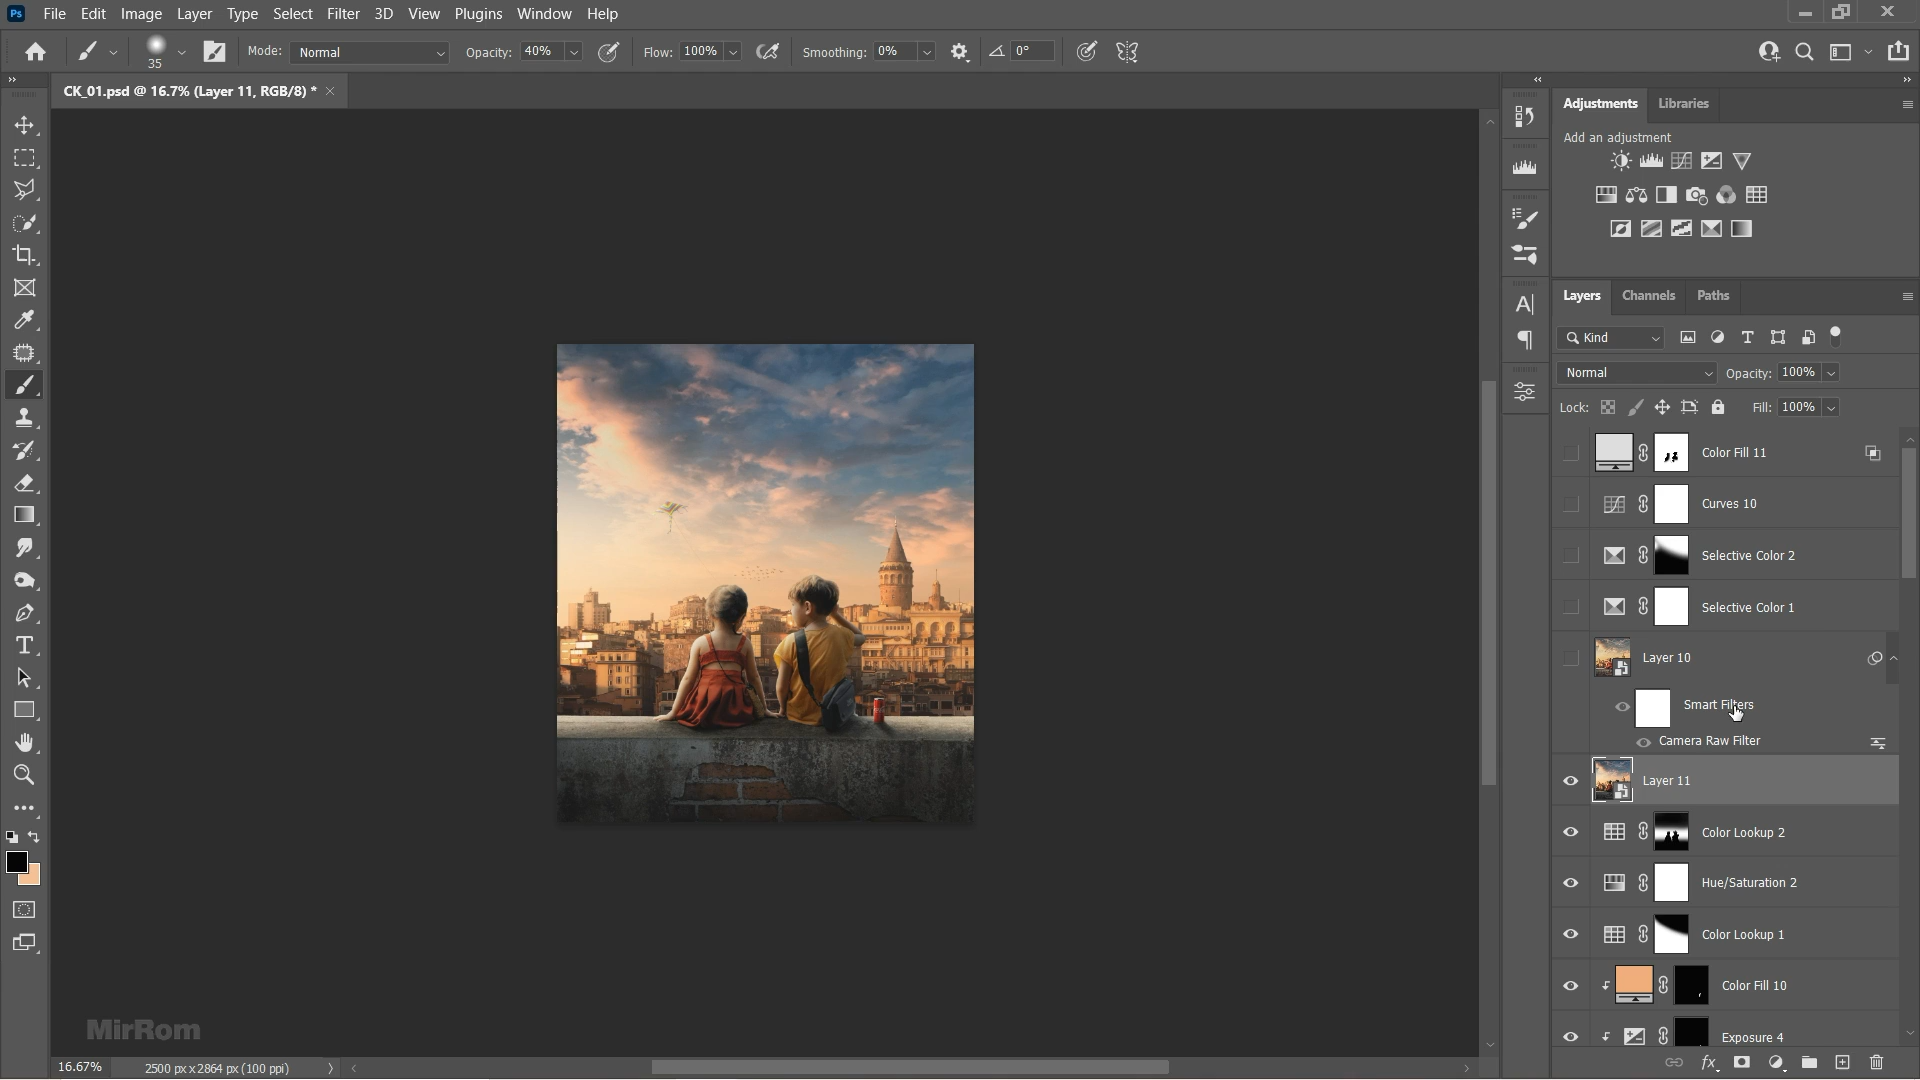 Ps File Edit Image Layer Type Select Filter 3D View Plugins Window Help
35 Mode: Normal Opacity: 40% Flow: 100% Smoothing: 0% 0°
CK_01.psd @ 16.7% (Layer 11, RGB/8) *
Adjustments Libraries
Add an adjustment
Layers Channels Paths
Kind
Normal Opacity: 100%
Lock: Fill: 100%
Color Fill 11
Curves 10
Selective Color 2
Selective Color 1
Layer 10
Smart Filters
Camera Raw Filter
Layer 11
Color Lookup 2
Hue/Saturation 2
Color Lookup 1
Color Fill 10
Exposure 4
MirRom
16.67% 2500 px x 2864 px (100 ppi)